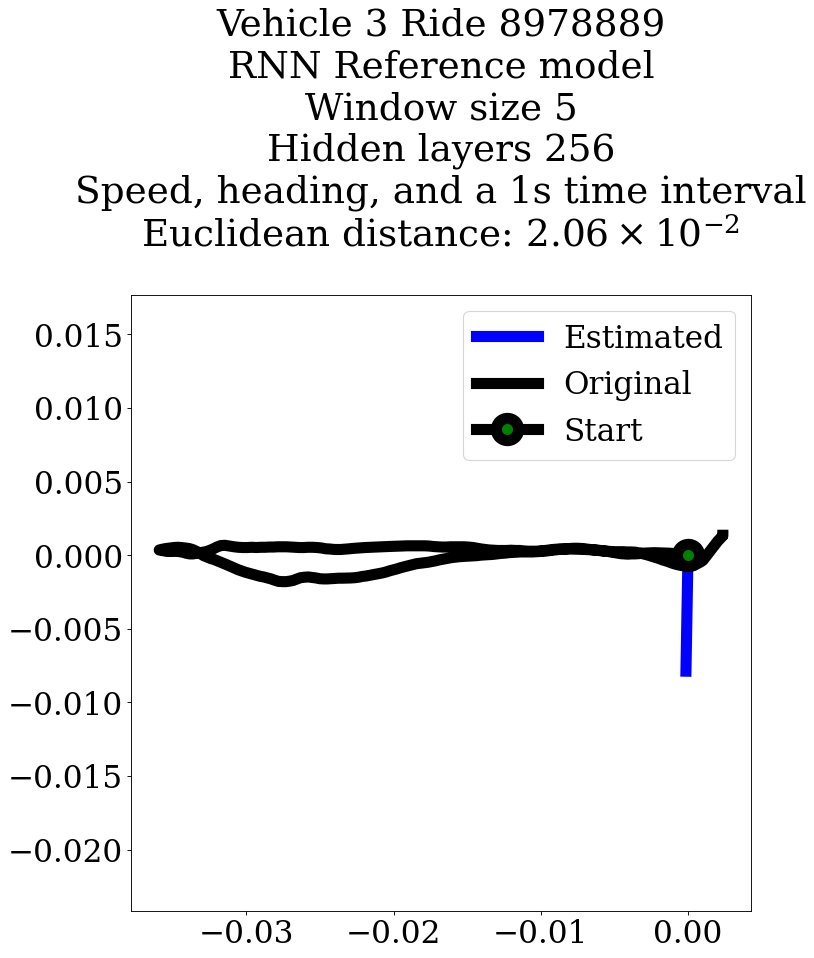 Vehicle 3 Ride 8978889
RNN Reference model
Window size 5
Hidden layers 256
Speed, heading, and a 1s time interval
Euclidean distance: 2.06 × 10⁻²
Estimated
Original
Start
0.015
0.010
0.005
0.000
−0.005
−0.010
−0.015
−0.020
−0.03 −0.02 −0.01 0.00